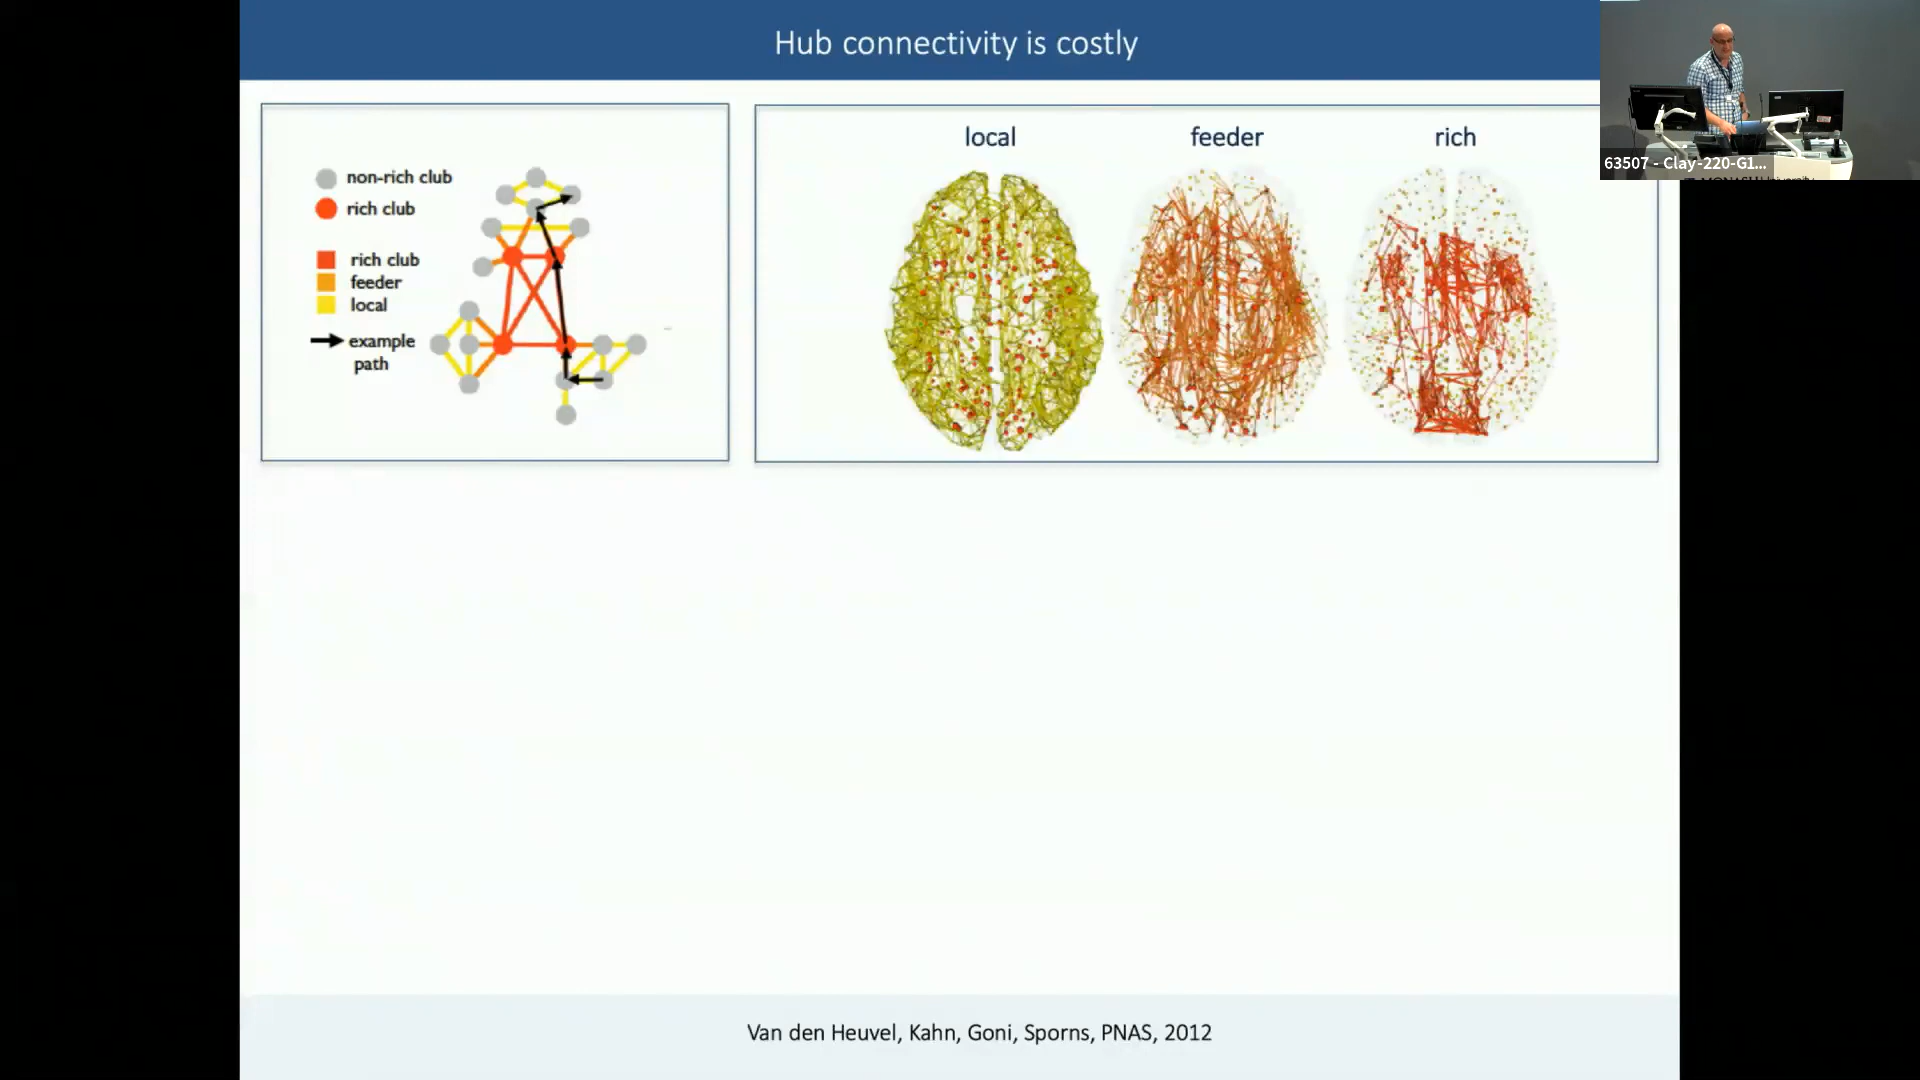 Hub connectivity is costly
non-rich club
rich club
rich club
feeder
local
example
path
local
feeder
rich
63507 - Clay-220-G1...
Van den Heuvel, Kahn, Goni, Sporns, PNAS, 2012